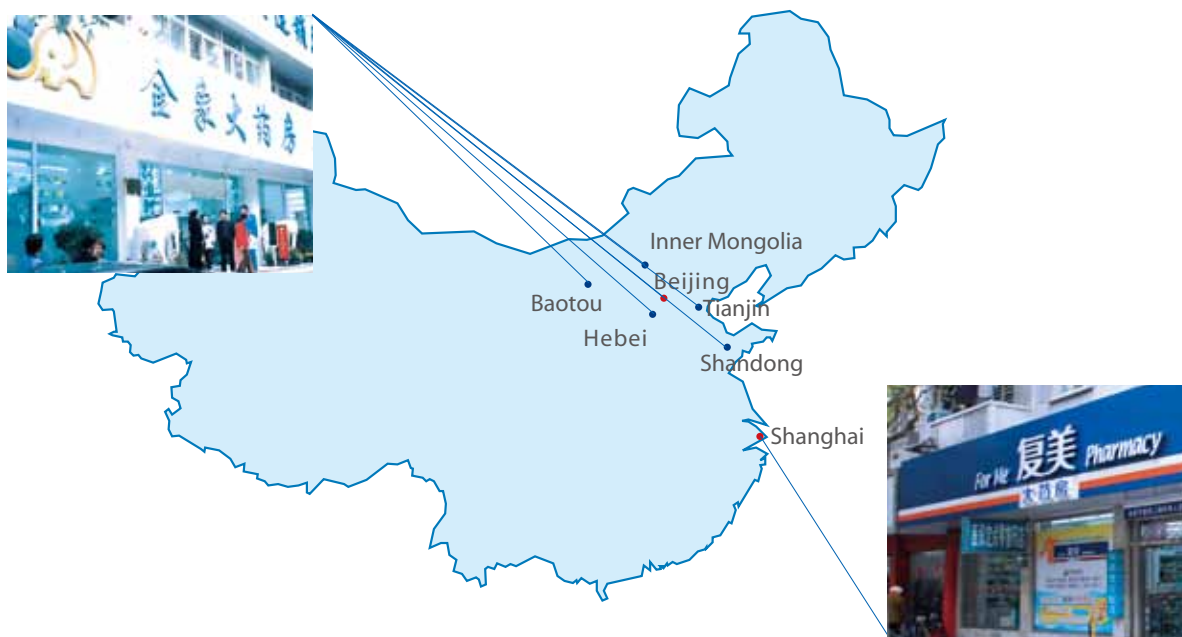 金象大药房
Inner Mongolia
Beijing
Baotou
Tianjin
Hebei
Shandong
Shanghai
For Me 复美 Pharmacy
大药房